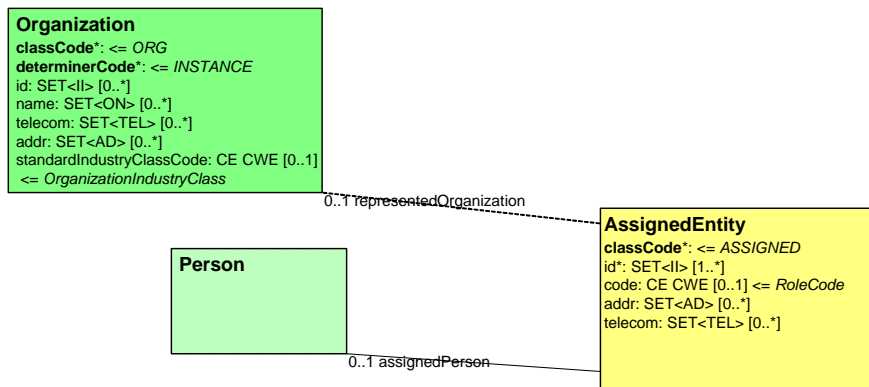 Organization
classCode*: <= ORG
determinerCode*: <= INSTANCE
id: SET<II> [0..*]
name: SET<ON> [0..*]
telecom: SET<TEL> [0..*]
addr: SET<AD> [0..*]
standardIndustryClassCode: CE CWE [0..1]
<= OrganizationIndustryClass
0..1 representedOrganization
AssignedEntity
classCode*: <= ASSIGNED
id*: SET<II> [1..*]
code: CE CWE [0..1] <= RoleCode
addr: SET<AD> [0..*]
telecom: SET<TEL> [0..*]
Person
0..1 assignedPerson